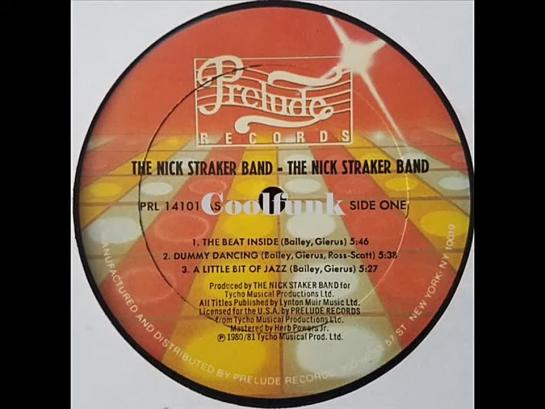 Prelude
RECORDS
THE NICK STRAKER BAND - THE NICK STRAKER BAND
PRL 14101 AS
SIDE ONE
Coolfunk
1. THE BEAT INSIDE (Bailey, Gierus) 5:46
2. DUMMY DANCING (Bailey, Gierus, Ross-Scott) 5:38
3. A LITTLE BIT OF JAZZ (Bailey, Gierus) 5:27
Produced by THE NICK STAKER BAND for
Tycho Musical Productions Ltd.
All Titles Published by Lynton Muir Music Ltd.
Licensed for the U.S.A. by PRELUDE RECORDS
from Tycho Musical Productions Ltd.
Mastered by Herb Powers Jr.
℗ 1980/81 Tycho Musical Prod. Ltd.
MANUFACTURED AND DISTRIBUTED BY PRELUDE RECORDS 57 ST NEW YORK, NY 10019